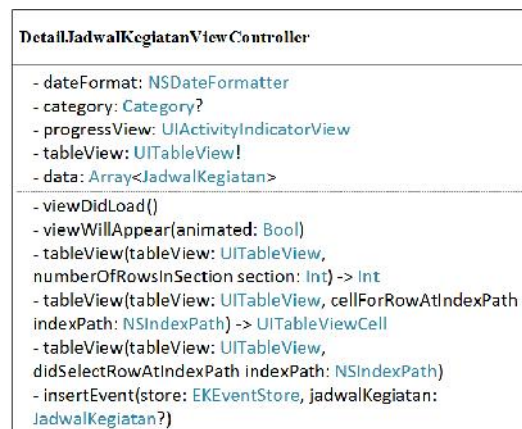 DetailJadwalKegiatanViewController
- dateFormat: NSDateFormatter
- category: Category?
- progressView: UIActivityIndicatorView
- tableView: UITableView!
- data: Array<JadwalKegiatan>
- viewDidLoad()
- viewWillAppear(animated: Bool)
- tableView(tableView: UITableView,
numberOfRowsInSection section: Int) -> Int
- tableView(tableView: UITableView, cellForRowAtIndexPath
indexPath: NSIndexPath) -> UITableViewCell
- tableView(tableView: UITableView,
didSelectRowAtIndexPath indexPath: NSIndexPath)
- insertEvent(store: EKEventStore, jadwalKegiatan:
JadwalKegiatan?)